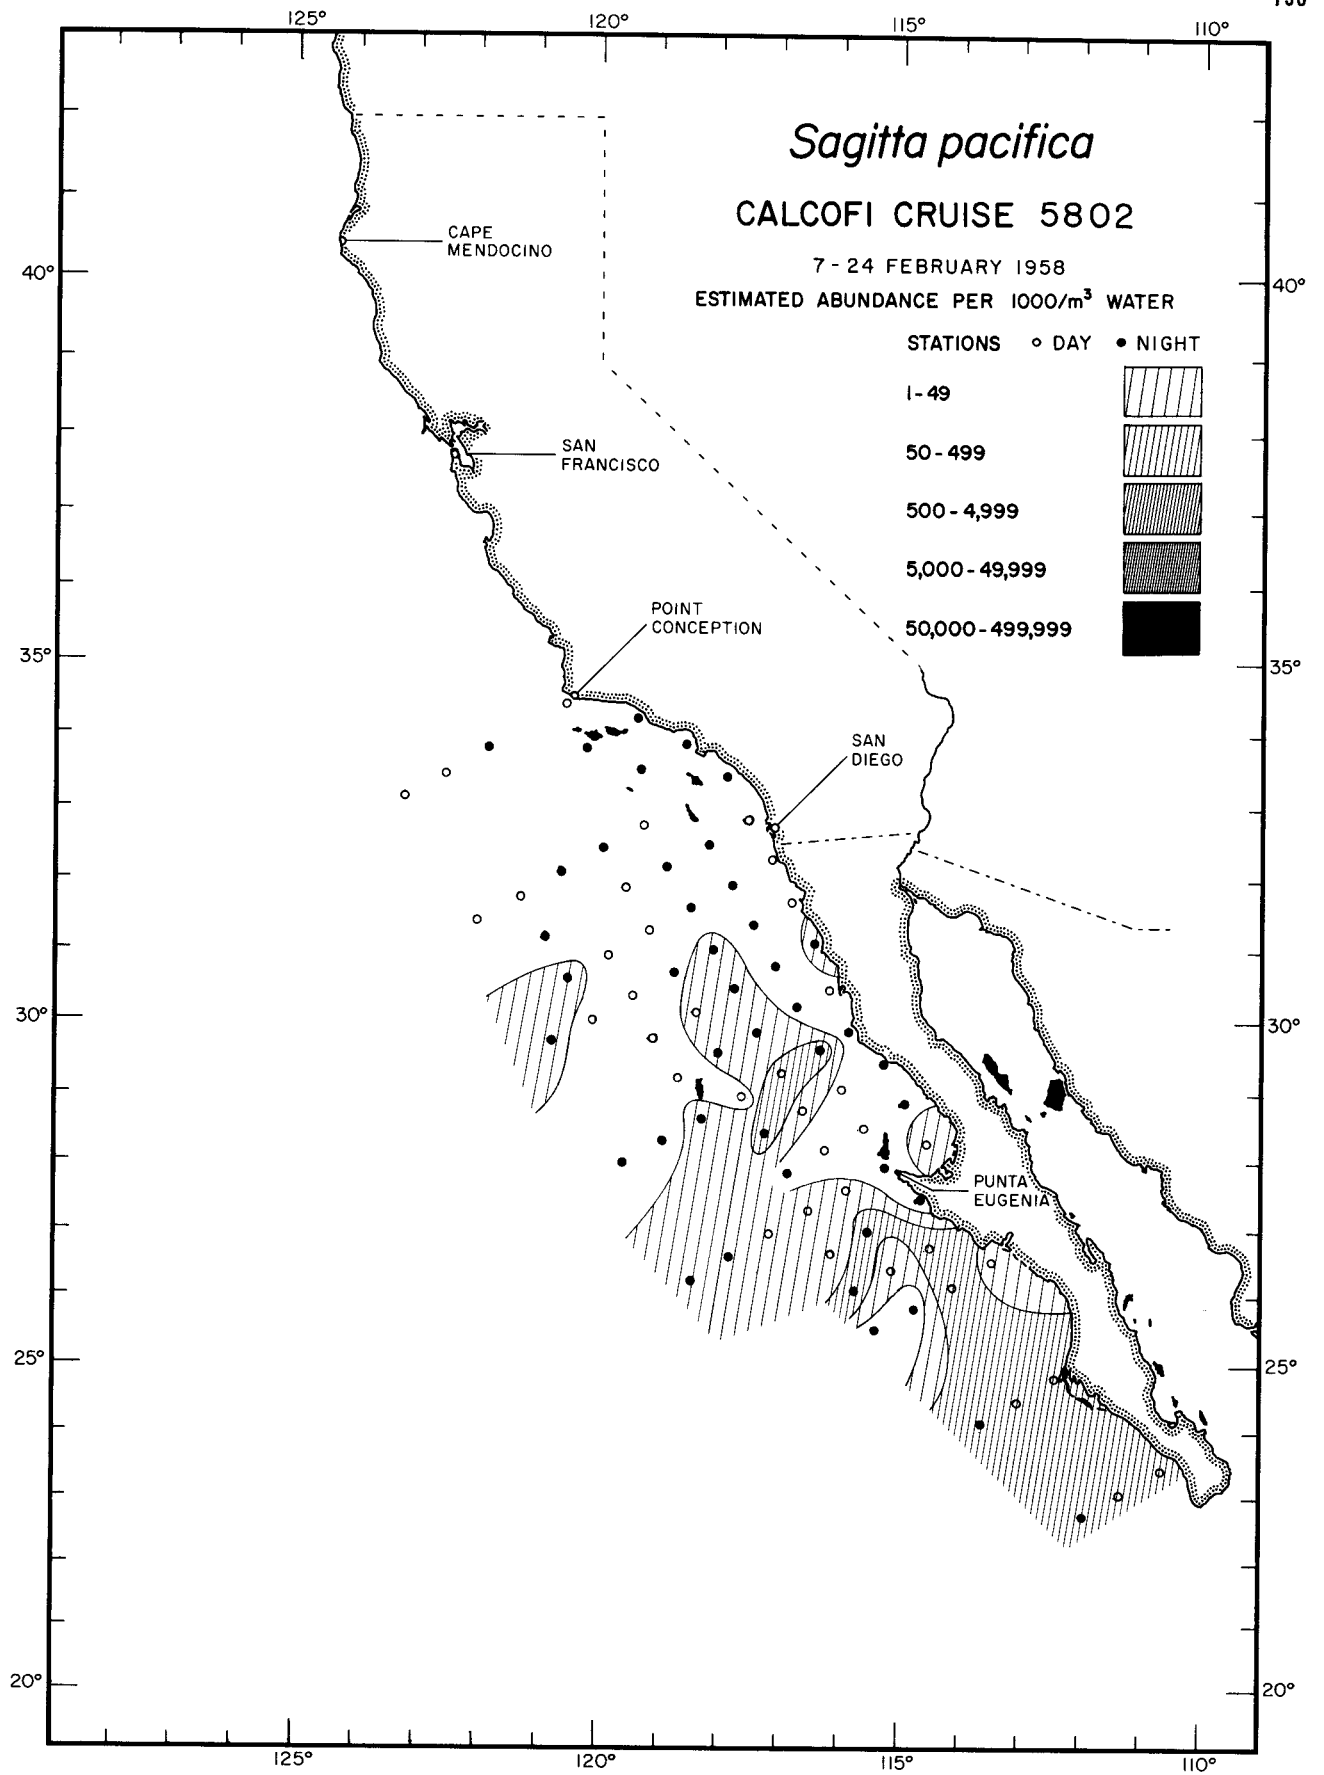 125°
120°
115°
110°
Sagitta pacifica
CALCOFI CRUISE 5802
7-24 FEBRUARY 1958
ESTIMATED ABUNDANCE PER 1000/m³ WATER
STATIONS ○ DAY ● NIGHT
1-49
50-499
500-4,999
5,000-49,999
50,000-499,999
CAPE
MENDOCINO
40°
40°
SAN
FRANCISCO
POINT
CONCEPTION
35°
35°
SAN
DIEGO
30°
30°
PUNTA
EUGENIA
25°
25°
20°
20°
125°
120°
115°
110°